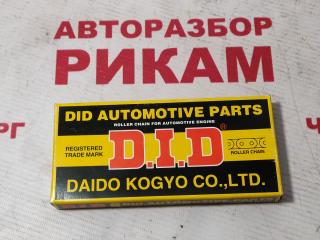 АВТОРАЗБОР
РИКАМ
DID AUTOMOTIVE PARTS
ROLLER CHAIN FOR AUTOMOTIVE ENGINE
REGISTERED
TRADE MARK
D.I.D®
ROLLER CHAIN
DAIDO KOGYO CO.,LTD.